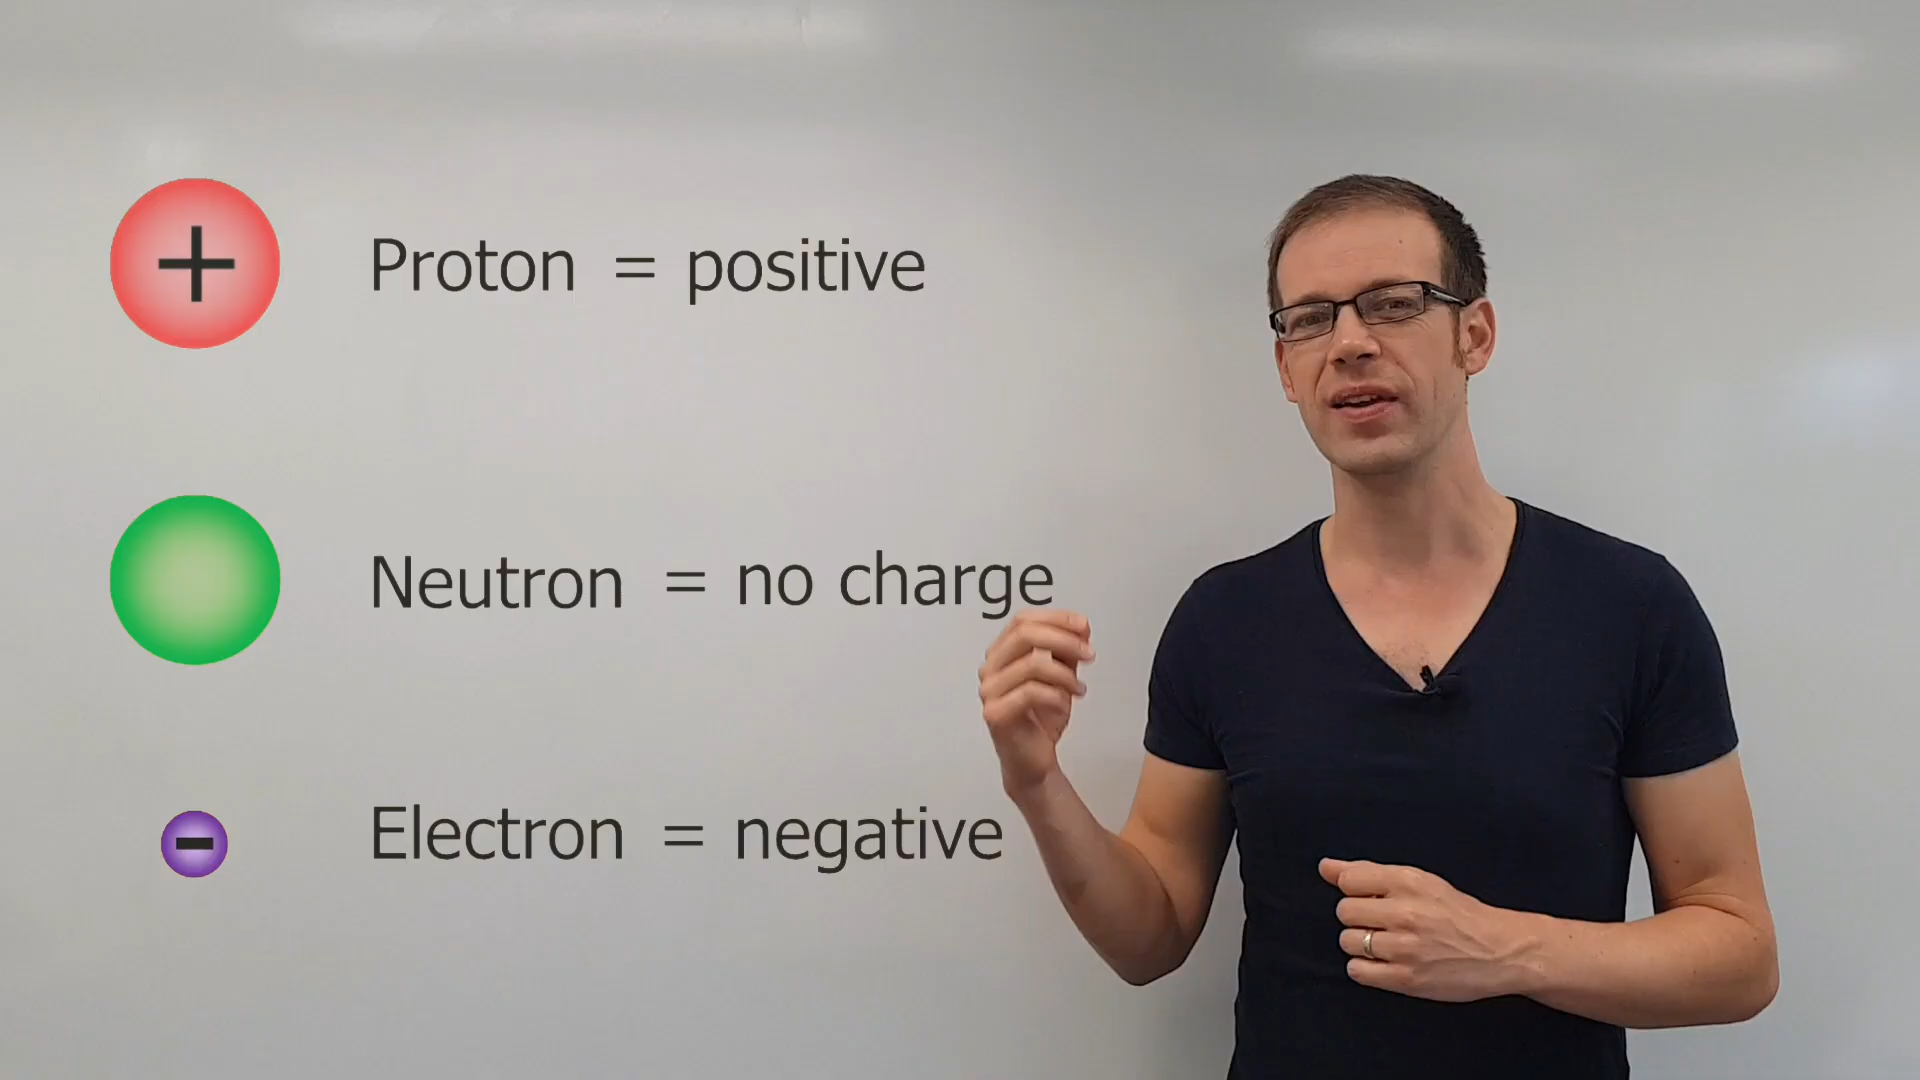 +
Proton = positive
Neutron = no charge
-
Electron = negative